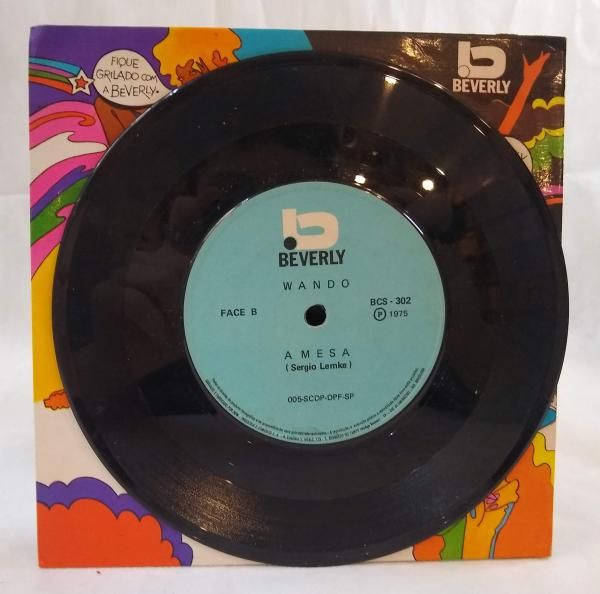 FIQUE
GRILADO COM
A BEVERLY.
b
BEVERLY
b
BEVERLY
WANDO
FACE B
BCS - 302
℗ 1975
A MESA
( Sergio Lemke )
005-SCDP-DPF-SP